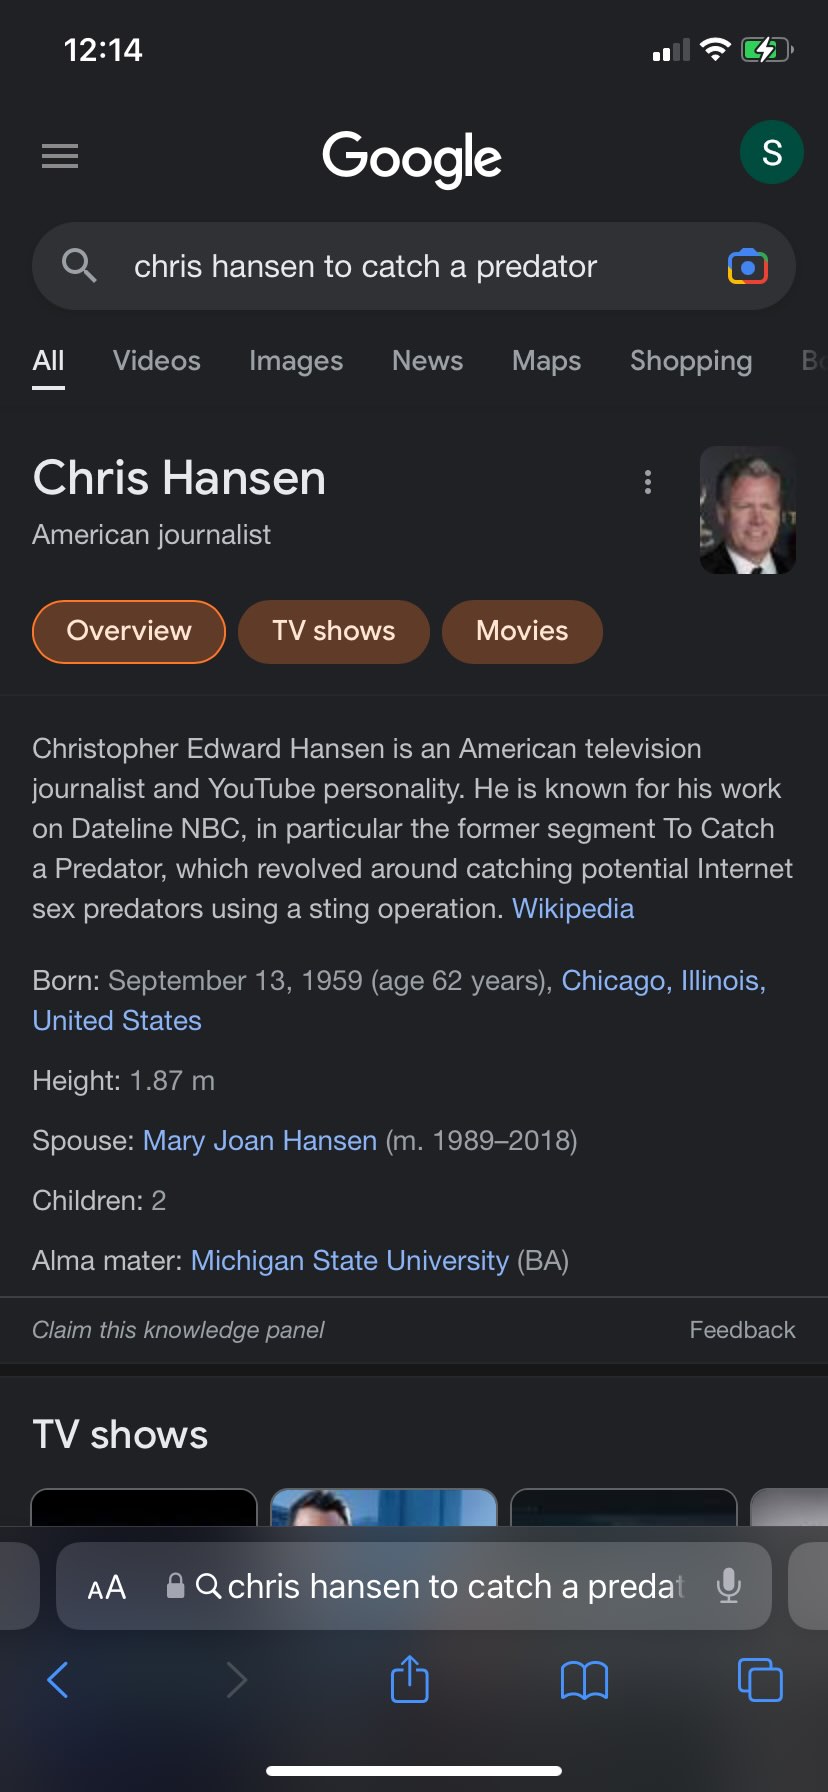 12:14
Google
S
chris hansen to catch a predator
All Videos Images News Maps Shopping
Chris Hansen
American journalist
Overview TV shows Movies
Christopher Edward Hansen is an American television
journalist and YouTube personality. He is known for his work
on Dateline NBC, in particular the former segment To Catch
a Predator, which revolved around catching potential Internet
sex predators using a sting operation. Wikipedia
Born: September 13, 1959 (age 62 years), Chicago, Illinois,
United States
Height: 1.87 m
Spouse: Mary Joan Hansen (m. 1989–2018)
Children: 2
Alma mater: Michigan State University (BA)
Claim this knowledge panel Feedback
TV shows
AA chris hansen to catch a predat